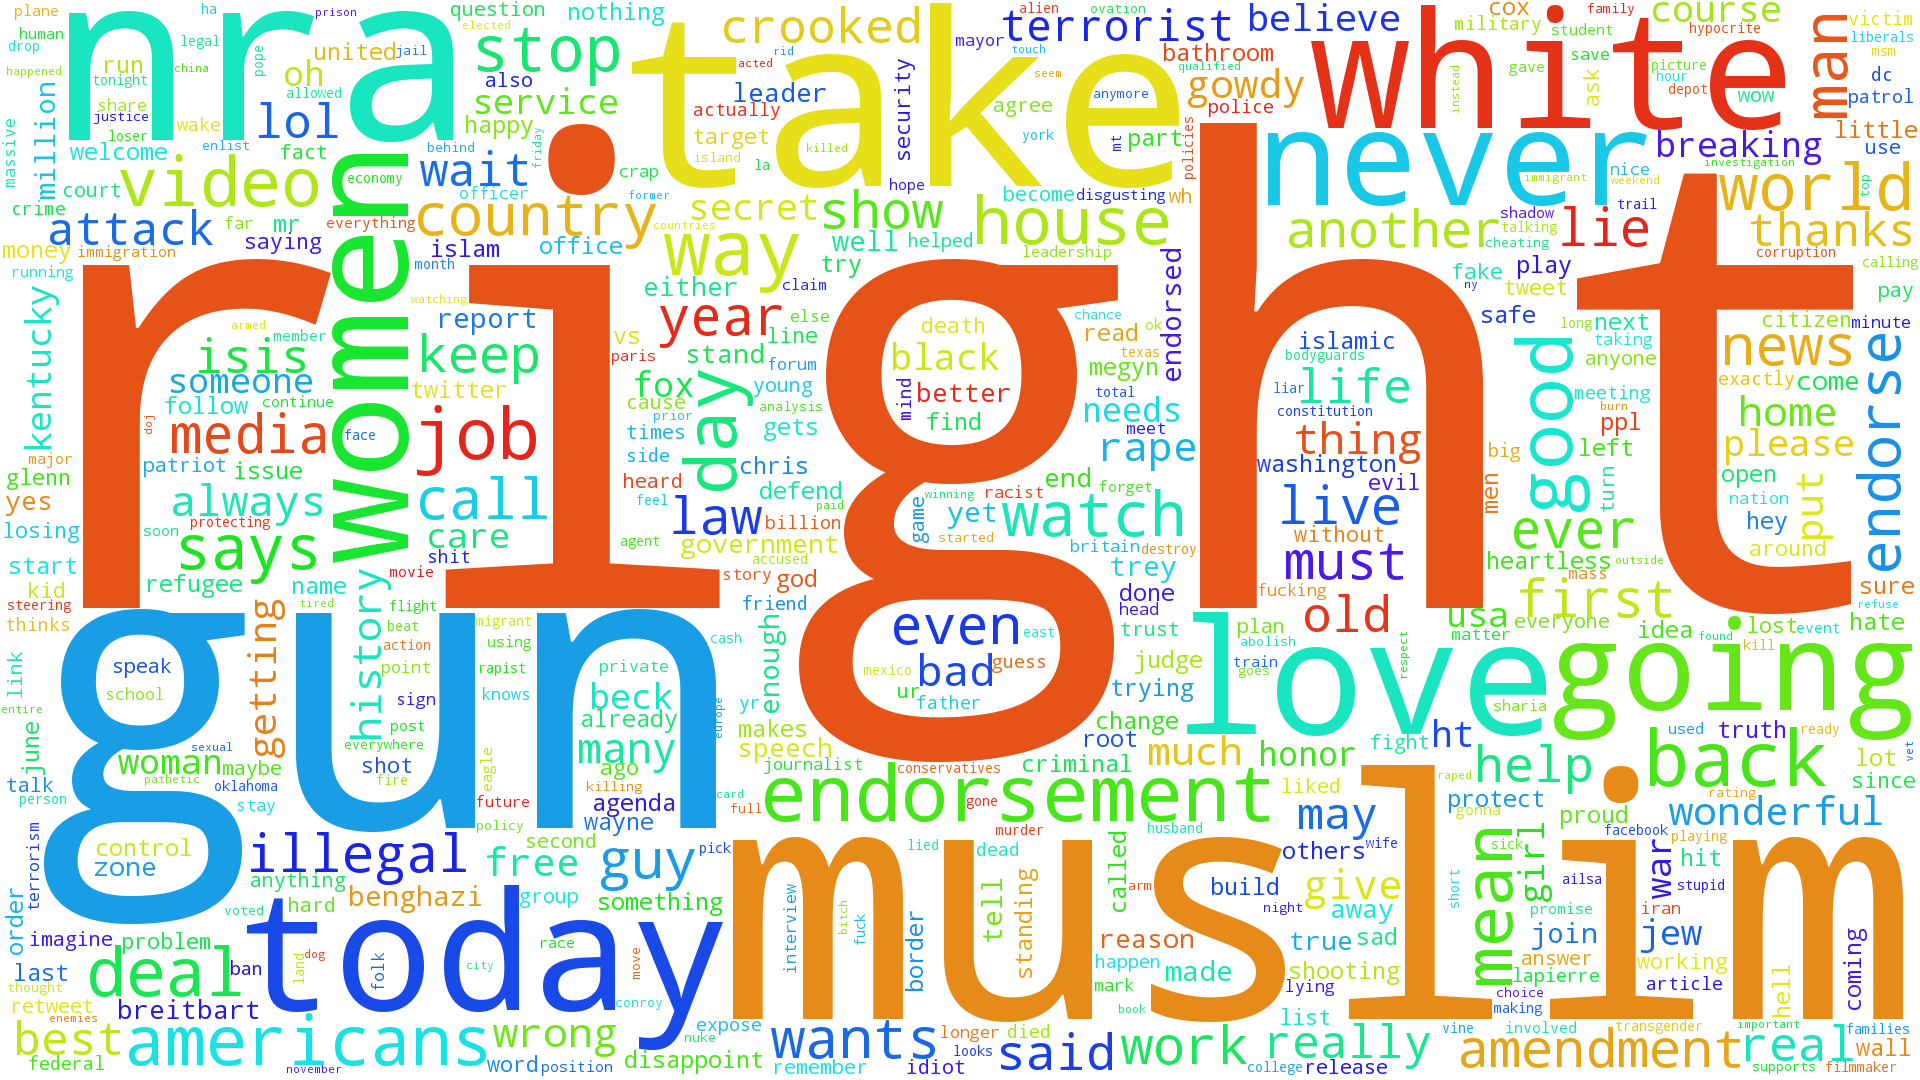 right
gun
muslim
take
nra
white
today
love
women
going
never
endorsement
way
house
country
video
stop
crooked
terrorist
believe
course
man
world
thanks
another
lie
breaking
show
secret
service
lol
wait
attack
year
keep
isis
media
job
call
says
always
someone
day
law
watch
black
even
bad
life
thing
live
must
old
rape
good
news
endorse
home
please
put
ever
first
back
help
wonderful
amendment
real
mean
jew
war
girl
join
may
give
really
work
said
wants
wrong
americans
best
deal
illegal
free
guy
many
beck
history
getting
woman
benghazi
breitbart
disappoint
standing
much
honor
ht
usa
heartless
kentucky
million
welcome
united
run
oh
happy
question
nothing
leader
target
security
agree
bathroom
gowdy
police
cox
military
student
save
ask
victim
liberals
msm
dc
patrol
little
use
nice
wow
picture
hour
depot
hypocrite
family
alien
ovation
mayor
touch
rid
acted
seem
qualified
anymore
york
mt
part
policies
instead
gave
investigation
immigrant
weekend
trail
top
shadow
talking
cheating
corruption
calling
pay
fake
play
tweet
ny
safe
long
next
taking
anyone
citizen
minute
exactly
come
meeting
burn
ppl
left
big
men
turn
open
nation
hey
around
sure
refuse
outside
mass
everyone
idea
lost
event
hate
found
kill
matter
sharia
fight
truth
used
ready
lot
vet
since
rating
proud
protect
gonna
raped
facebook
playing
sick
hit
stupid
ailsa
promise
iran
answer
lapierre
working
article
hell
coming
choice
making
short
others
wife
build
night
away
true
sad
shooting
lying
list
vine
involved
transgender
important
families
wall
supports
filmmaker
college
release
book
mark
made
happen
reason
arm
called
husband
murder
dead
lied
tell
border
interview
bitch
fuck
longer
died
looks
idiot
remember
expose
nuke
conroy
position
word
november
federal
enemies
retweet
thought
last
ban
problem
imagine
order
terrorism
voted
anything
hard
land
dog
folk
city
race
move
group
something
second
pick
wayne
agenda
killing
ago
card
full
gone
future
policy
conservatives
criminal
journalist
speech
makes
yr
ur
father
guess
east
mexico
enough
europe
cash
friend
story
god
private
already
knows
rapist
eagle
fire
shot
everywhere
post
sign
point
action
beat
flight
using
migrant
movie
shit
tired
name
refugee
care
protecting
soon
issue
patriot
doj
face
continue
follow
twitter
report
watching
month
member
armed
islam
office
officer
former
behind
friday
also
jail
prison
ha
legal
plane
human
drop
happened
tonight
china
pope
allowed
share
justice
loser
wake
enlist
fact
massive
court
crime
economy
far
mr
everything
saying
money
immigration
running
major
glenn
yes
losing
start
kid
steering
thinks
link
entire
june
speak
school
sexual
maybe
pathetic
oklahoma
talk
person
stay
control
zone
crap
actually
island
la
killed
hope
become
disgusting
wh
helped
well
try
leadership
countries
either
claim
else
vs
line
paris
stand
forum
fox
young
cause
prior
analysis
times
gets
side
chris
heard
feel
defend
billion
paid
agent
government
accused
death
better
mind
find
read
ok
chance
texas
megyn
total
endorsed
needs
meet
end
forget
winning
racist
game
yet
started
britain
destroy
trey
done
head
trust
judge
trying
change
root
islamic
bodyguards
liar
constitution
washington
evil
without
fucking
plan
abolish
train
goes
respect
liked